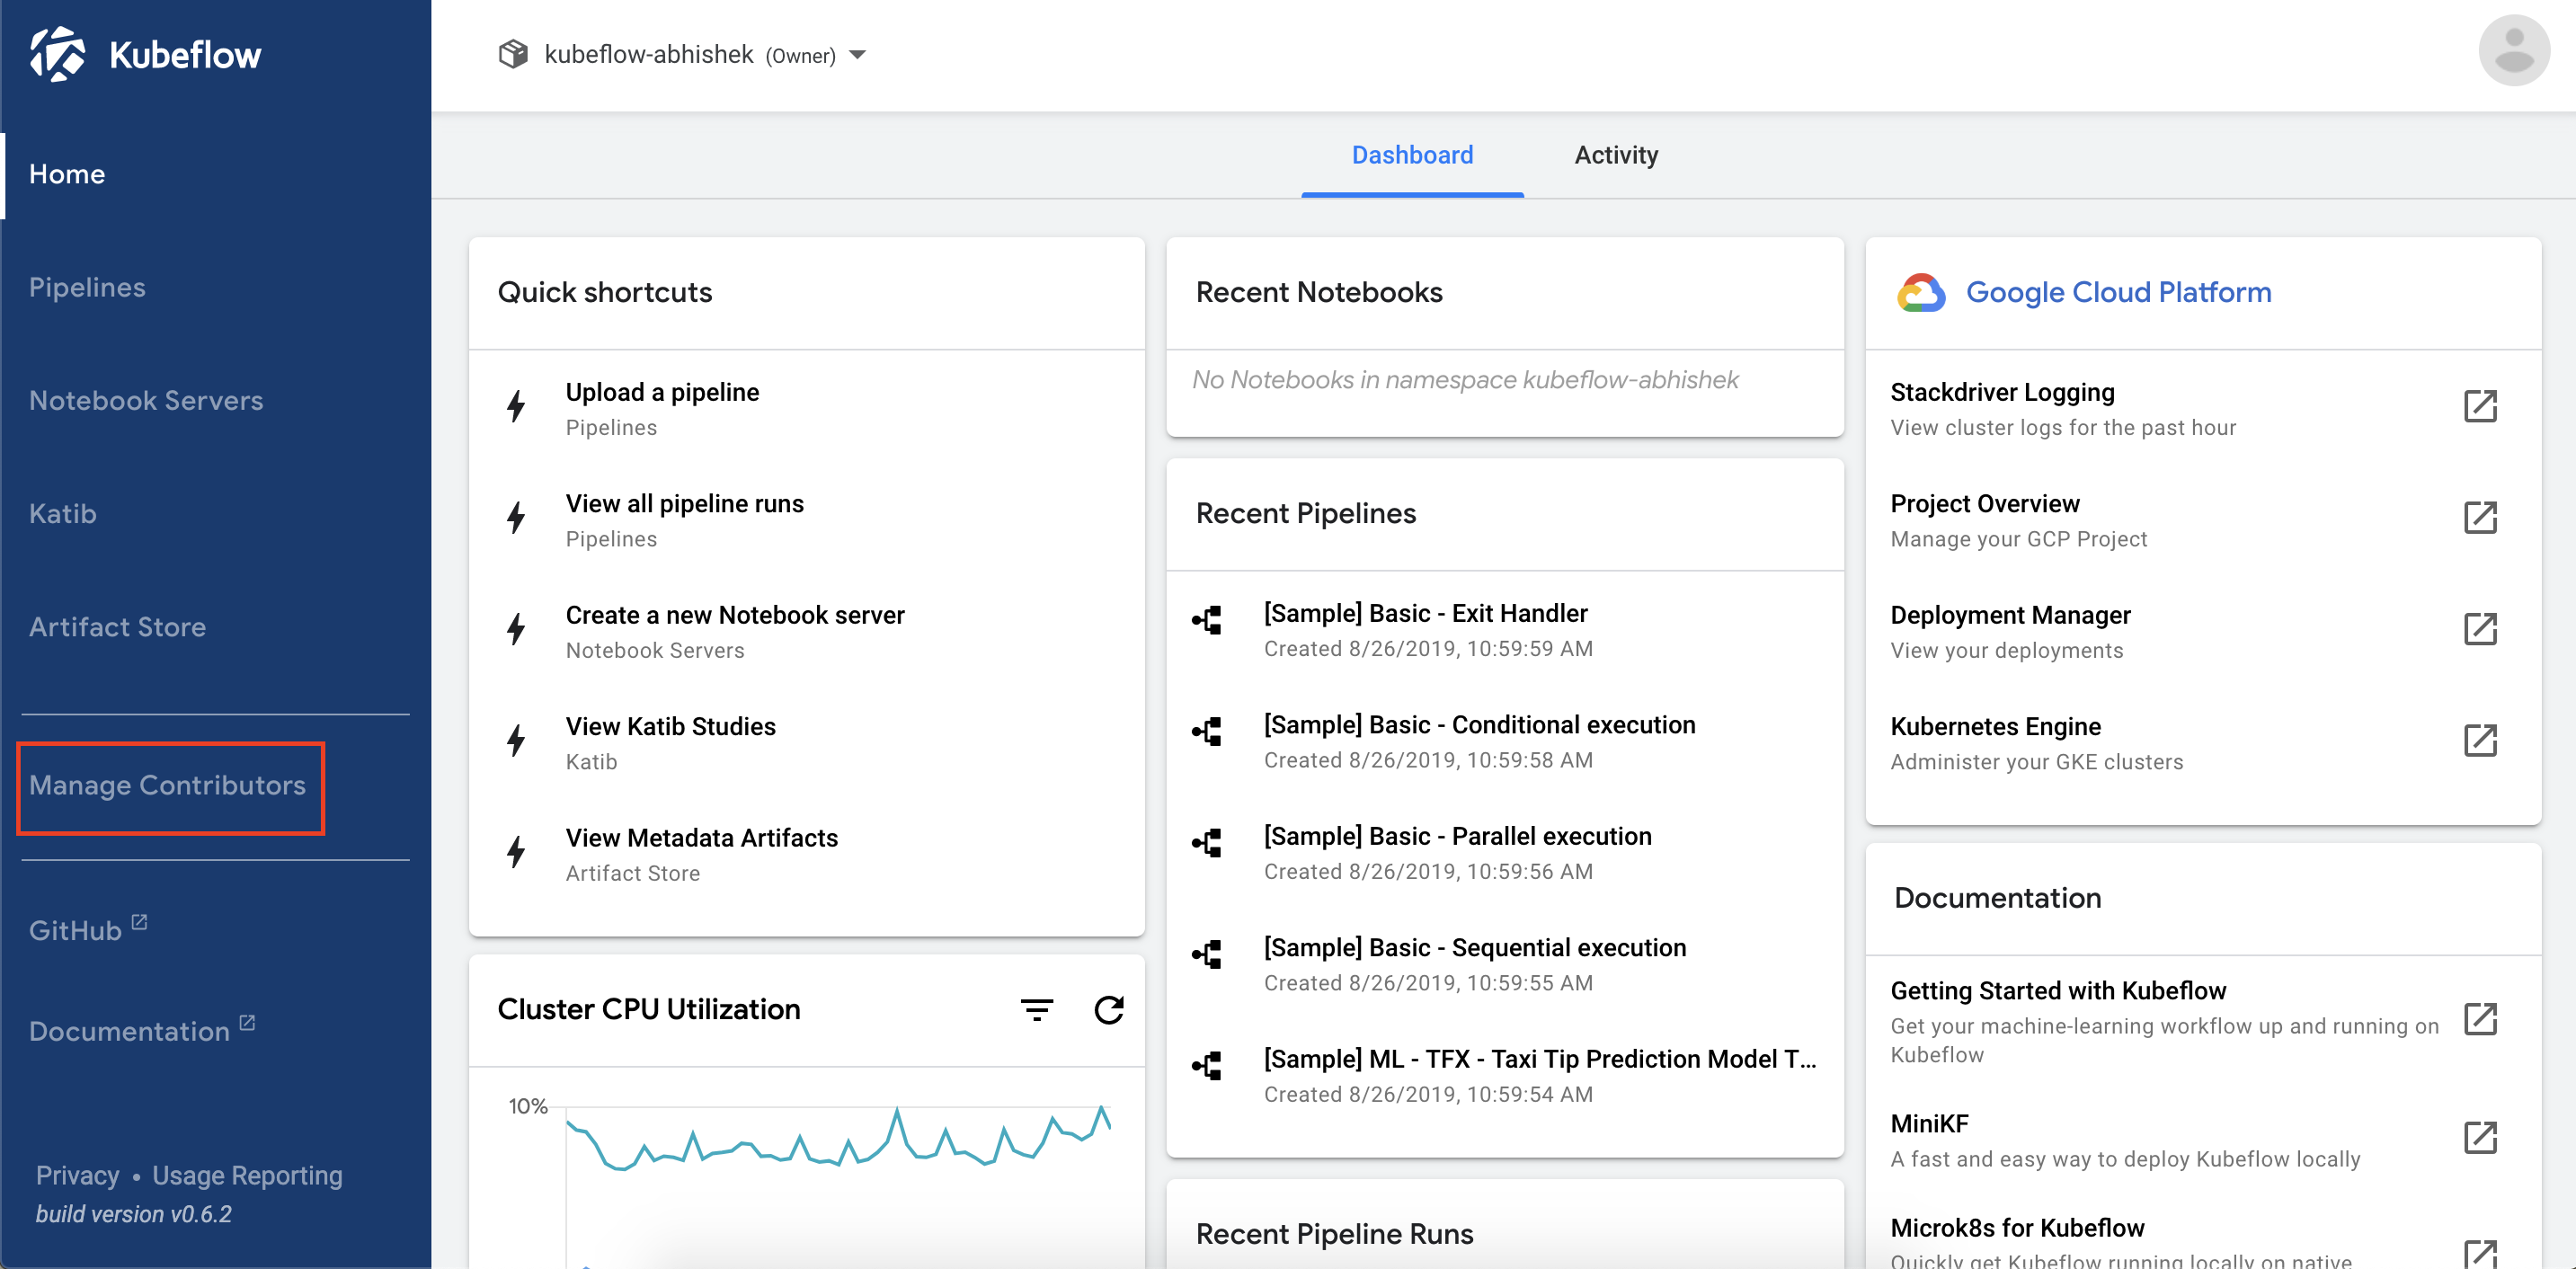 Kubeflow
Home
Pipelines
Notebook Servers
Katib
Artifact Store
Manage Contributors
GitHub
Documentation
Privacy • Usage Reporting
build version v0.6.2
kubeflow-abhishek (Owner)
Dashboard
Activity
Quick shortcuts
Upload a pipeline
Pipelines
View all pipeline runs
Pipelines
Create a new Notebook server
Notebook Servers
View Katib Studies
Katib
View Metadata Artifacts
Artifact Store
Cluster CPU Utilization
10%
Recent Notebooks
No Notebooks in namespace kubeflow-abhishek
Recent Pipelines
[Sample] Basic - Exit Handler
Created 8/26/2019, 10:59:59 AM
[Sample] Basic - Conditional execution
Created 8/26/2019, 10:59:58 AM
[Sample] Basic - Parallel execution
Created 8/26/2019, 10:59:56 AM
[Sample] Basic - Sequential execution
Created 8/26/2019, 10:59:55 AM
[Sample] ML - TFX - Taxi Tip Prediction Model T...
Created 8/26/2019, 10:59:54 AM
Recent Pipeline Runs
Google Cloud Platform
Stackdriver Logging
View cluster logs for the past hour
Project Overview
Manage your GCP Project
Deployment Manager
View your deployments
Kubernetes Engine
Administer your GKE clusters
Documentation
Getting Started with Kubeflow
Get your machine-learning workflow up and running on
Kubeflow
MiniKF
A fast and easy way to deploy Kubeflow locally
Microk8s for Kubeflow
Quickly get Kubeflow running locally on native